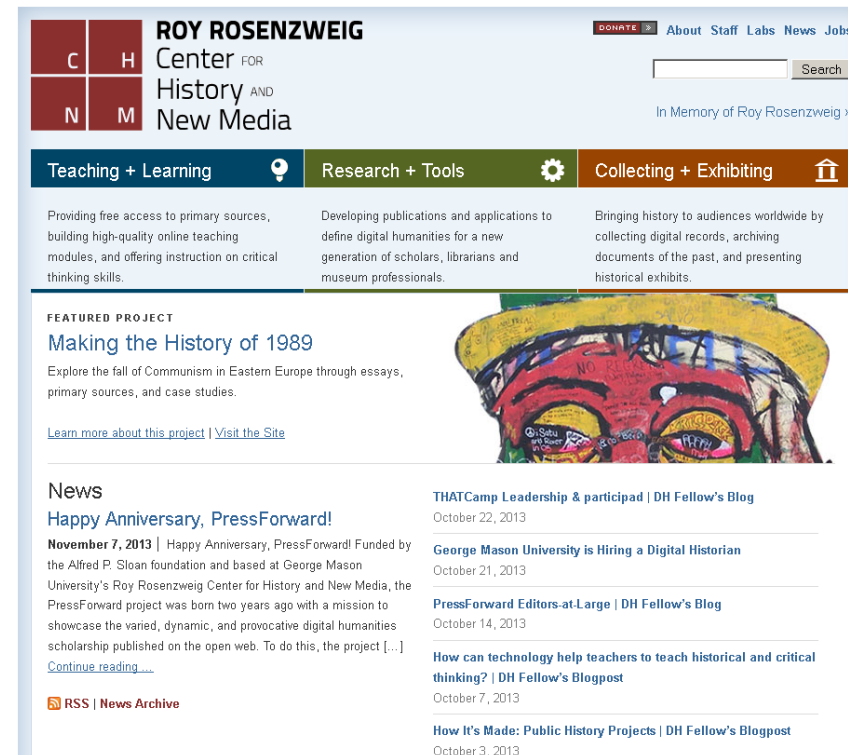 C H
N M
ROY ROSENZWEIG
Center FOR
History AND
New Media
DONATE » About Staff Labs News Jobs
Search
In Memory of Roy Rosenzweig »
Teaching + Learning
Providing free access to primary sources,
building high-quality online teaching
modules, and offering instruction on critical
thinking skills.
Research + Tools
Developing publications and applications to
define digital humanities for a new
generation of scholars, librarians and
museum professionals.
Collecting + Exhibiting
Bringing history to audiences worldwide by
collecting digital records, archiving
documents of the past, and presenting
historical exhibits.
FEATURED PROJECT
Making the History of 1989
Explore the fall of Communism in Eastern Europe through essays,
primary sources, and case studies.
Learn more about this project | Visit the Site
NO
News
Happy Anniversary, PressForward!
November 7, 2013 | Happy Anniversary, PressForward! Funded by
the Alfred P. Sloan foundation and based at George Mason
University's Roy Rosenzweig Center for History and New Media, the
PressForward project was born two years ago with a mission to
showcase the varied, dynamic, and provocative digital humanities
scholarship published on the open web. To do this, the project [...]
Continue reading ...
RSS | News Archive
THATCamp Leadership & participad | DH Fellow's Blog
October 22, 2013
George Mason University is Hiring a Digital Historian
October 21, 2013
PressForward Editors-at-Large | DH Fellow's Blog
October 14, 2013
How can technology help teachers to teach historical and critical
thinking? | DH Fellow's Blogpost
October 7, 2013
How It's Made: Public History Projects | DH Fellow's Blogpost
October 3, 2013